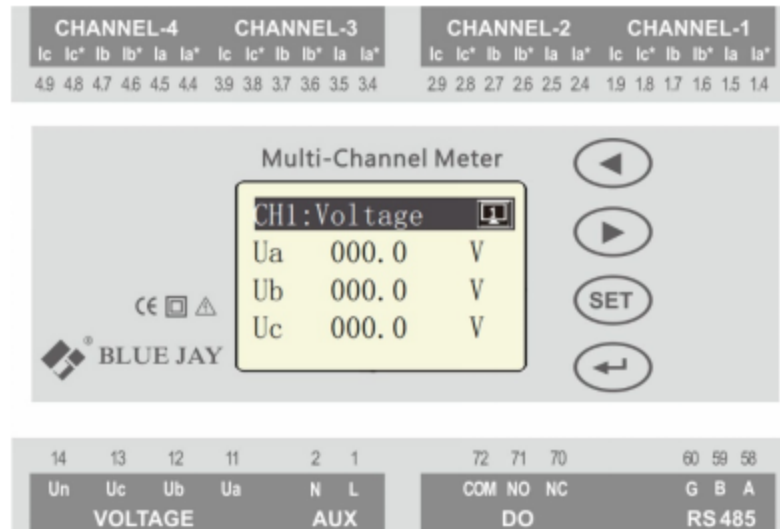 CHANNEL-4 CHANNEL-3 CHANNEL-2 CHANNEL-1
Ic Ic* Ib Ib* Ia Ia* Ic Ic* Ib Ib* Ia Ia* Ic Ic* Ib Ib* Ia Ia* Ic Ic* Ib Ib* Ia Ia*
4.9 4.8 4.7 4.6 4.5 4.4 3.9 3.8 3.7 3.6 3.5 3.4 2.9 2.8 2.7 2.6 2.5 2.4 1.9 1.8 1.7 1.6 1.5 1.4
Multi-Channel Meter
CH1:Voltage 1
Ua 000.0 V
Ub 000.0 V
Uc 000.0 V
CE
® BLUE JAY
SET
14 13 12 11 2 1 72 71 70 60 59 58
Un Uc Ub Ua N L COM NO NC G B A
VOLTAGE AUX DO RS485